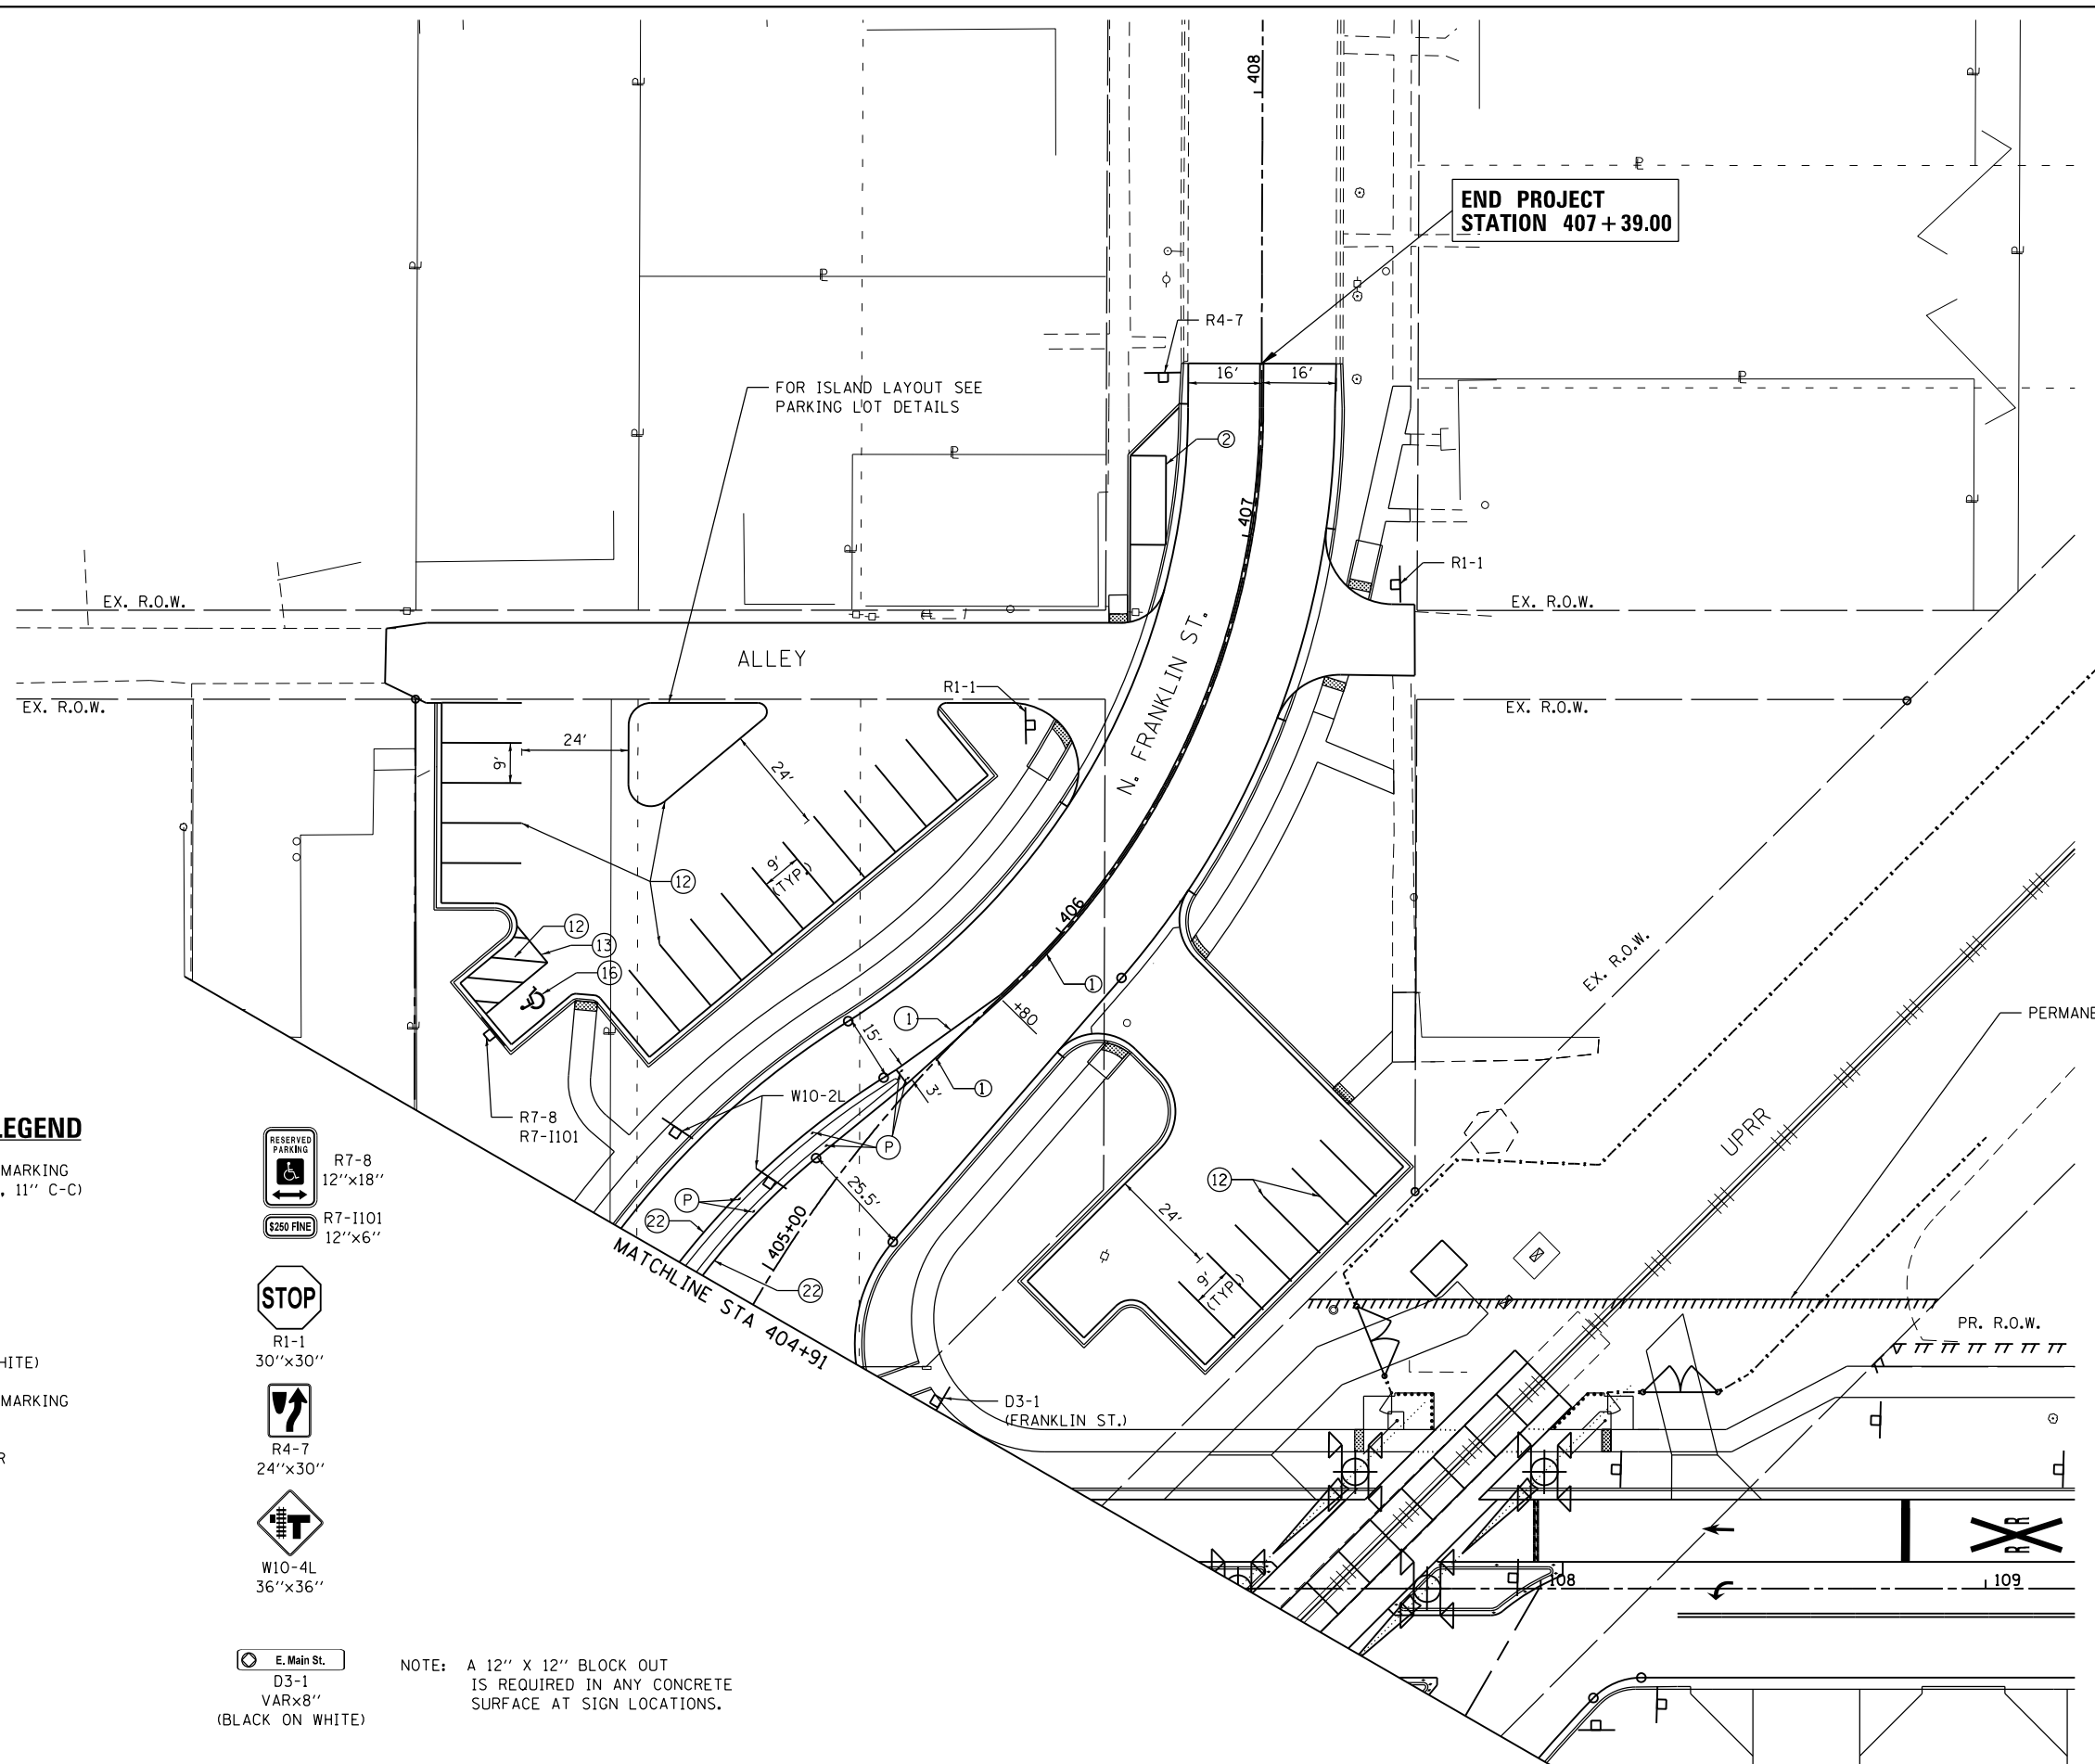 408
END PROJECT
STATION 407+39.00
R4-7
16' 16'
FOR ISLAND LAYOUT SEE
PARKING LOT DETAILS
2
407
R1-1
EX. R.O.W.
EX. R.O.W.
ALLEY
N. FRANKLIN ST.
R1-1
EX. R.O.W.
EX. R.O.W.
24'
9'
24'
9'
(TYP.)
12
406
12
13
16
EX. R.O.W.
1
1
+80
15'
PERMANE
1
3'
W10-2L
R7-8
R7-I101
P
UPRR
LEGEND
MARKING
, 11" C-C)
RESERVED
PARKING
R7-8
12"x18"
$250 FINE
R7-I101
12"x6"
25.5'
12
P
24'
22
405+00
9'
(TYP.)
22
MATCHLINE STA 404+91
STOP
R1-1
30"x30"
PR. R.O.W.
HITE)
MARKING
D3-1
(FRANKLIN ST.)
R
R4-7
24"x30"
R R
W10-4L
36"x36"
108
109
E. Main St.
D3-1
VARx8"
(BLACK ON WHITE)
NOTE: A 12" X 12" BLOCK OUT
IS REQUIRED IN ANY CONCRETE
SURFACE AT SIGN LOCATIONS.